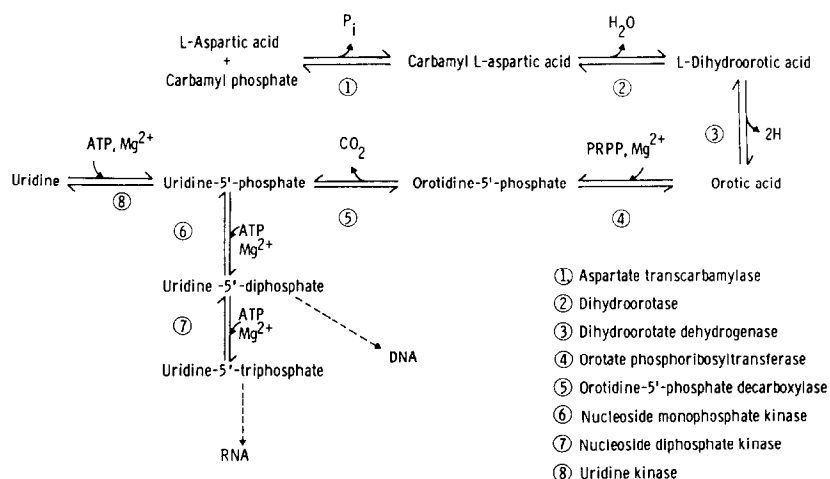 L-Aspartic acid
+
Carbamyl phosphate
Pi
①
Carbamyl L-aspartic acid
H2O
②
L-Dihydroorotic acid
③
2H
Orotic acid
PRPP, Mg2+
④
Orotidine-5'-phosphate
CO2
⑤
Uridine-5'-phosphate
ATP, Mg2+
⑧
Uridine
⑥
ATP
Mg2+
Uridine -5'-diphosphate
⑦
ATP
Mg2+
DNA
Uridine-5'-triphosphate
RNA
① Aspartate transcarbamylase
② Dihydroorotase
③ Dihydroorotate dehydrogenase
④ Orotate phosphoribosyltransferase
⑤ Orotidine-5'-phosphate decarboxylase
⑥ Nucleoside monophosphate kinase
⑦ Nucleoside diphosphate kinase
⑧ Uridine kinase